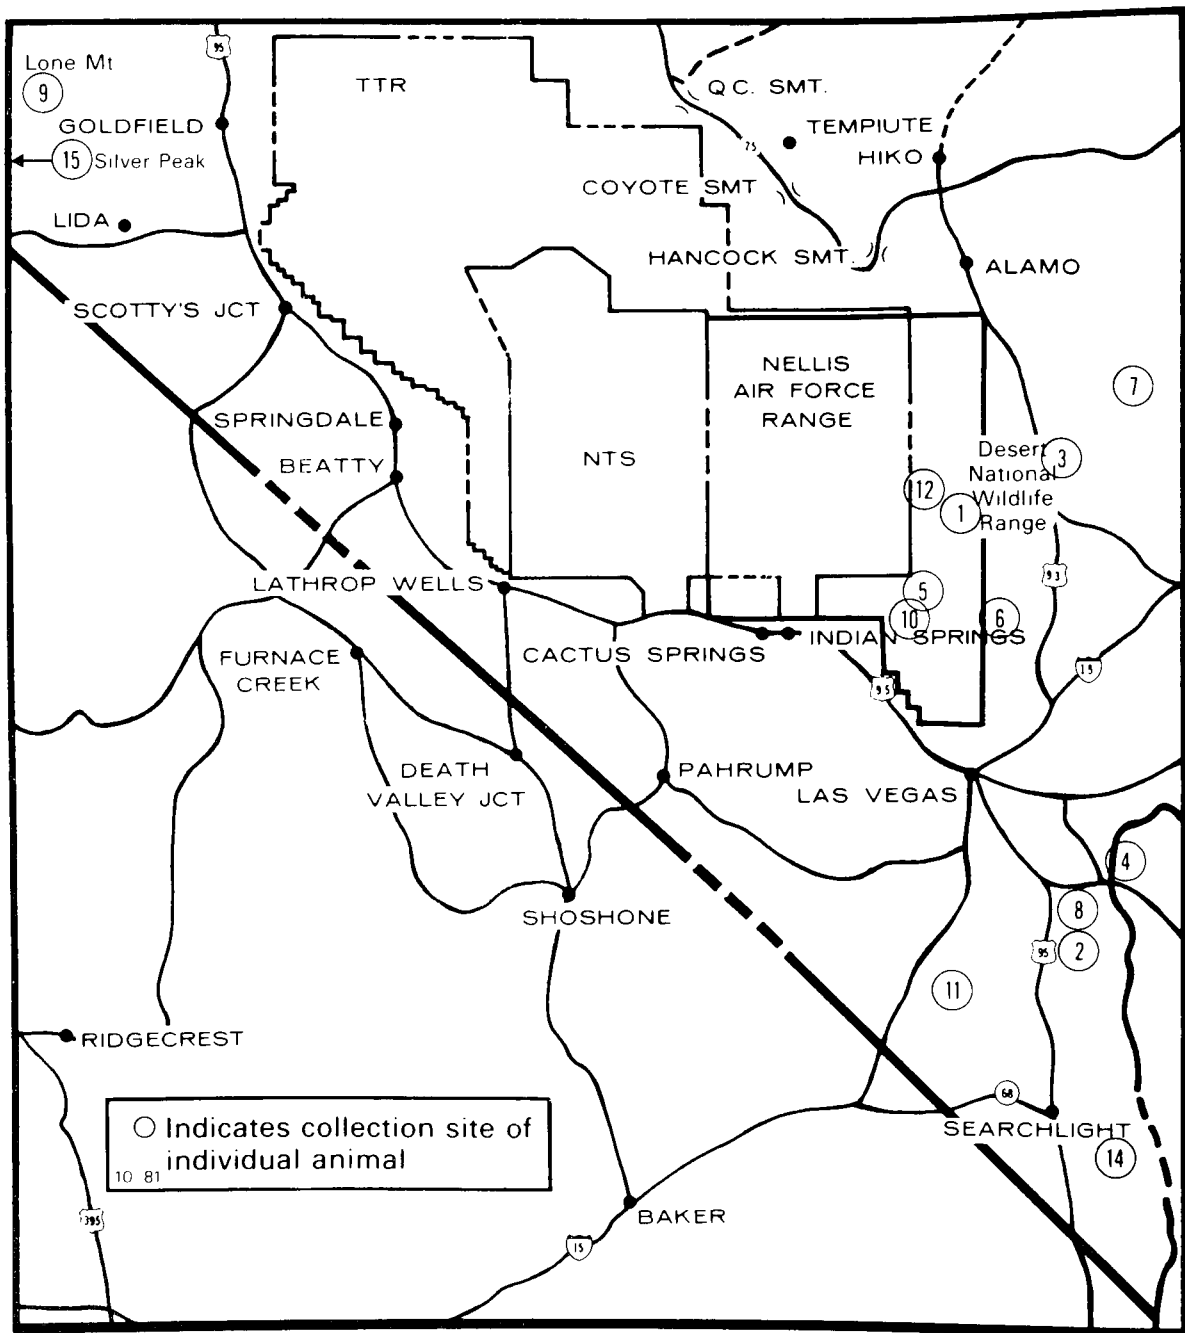 95
Lone Mt
9
TTR
Q.C. SMT.
GOLDFIELD
TEMPIUTE
25
HIKO
15 Silver Peak
COYOTE SMT
LIDA
HANCOCK SMT.
ALAMO
SCOTTY'S JCT
NELLIS
AIR FORCE
RANGE
7
SPRINGDALE
Desert
National
Wildlife
Range
3
BEATTY
NTS
12
1
93
LATHROP WELLS
5
10
6
INDIAN SPRINGS
CACTUS SPRINGS
FURNACE
CREEK
15
95
DEATH
VALLEY JCT
PAHRUMP
LAS VEGAS
4
SHOSHONE
8
95
2
11
RIDGECREST
68
SEARCHLIGHT
14
Indicates collection site of
individual animal
10 81
395
BAKER
15